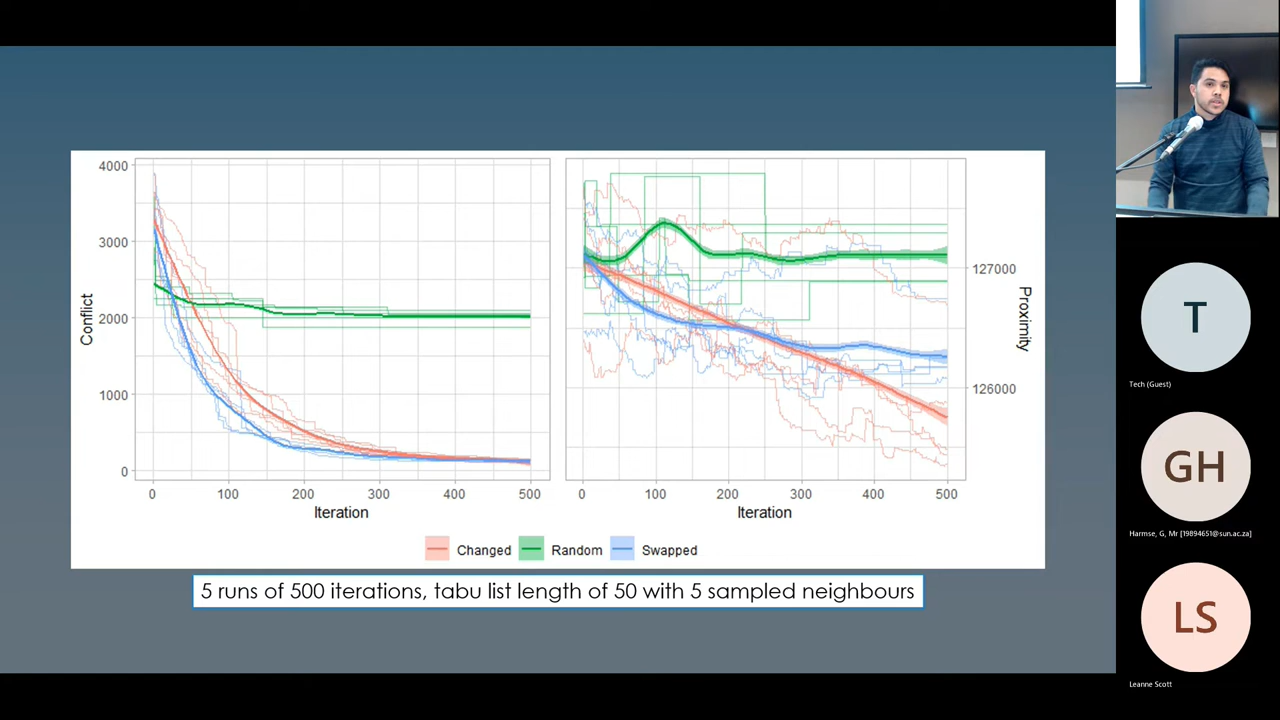 4000
3000
2000
1000
0
Conflict
0 100 200 300 400 500
Iteration
127000
126000
Proximity
0 100 200 300 400 500
Iteration
Changed Random Swapped
5 runs of 500 iterations, tabu list length of 50 with 5 sampled neighbours
T
Tech (Guest)
GH
Harmse, G, Mr [19894651@sun.ac.za]
LS
Leanne Scott